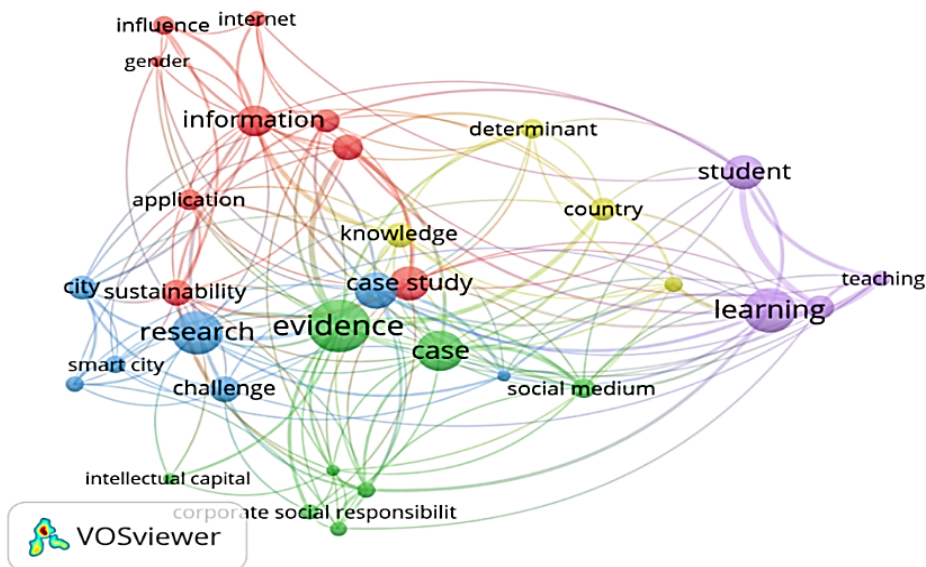 influence
internet
gender
information
determinant
student
application
country
knowledge
teaching
city
sustainability
case study
learning
research
evidence
case
smart city
challenge
social medium
intellectual capital
corporate social responsibilit
VOSviewer